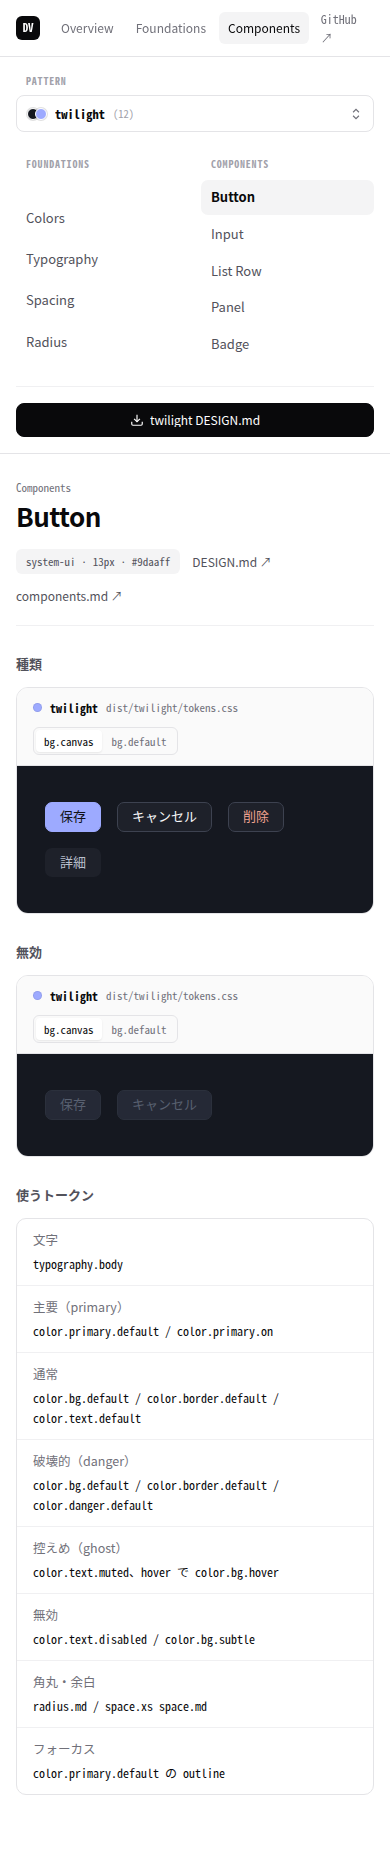 DV Overview Foundations Components GitHub ↗
PATTERN
twilight (12)
FOUNDATIONS
Colors
Typography
Spacing
Radius
COMPONENTS
Button
Input
List Row
Panel
Badge
twilight DESIGN.md
Components
Button
system-ui · 13px · #9daaff DESIGN.md ↗
components.md ↗
種類
twilight dist/twilight/tokens.css
bg.canvas bg.default
保存 キャンセル 削除
詳細
無効
twilight dist/twilight/tokens.css
bg.canvas bg.default
保存 キャンセル
使うトークン
文字
typography.body
主要（primary）
color.primary.default / color.primary.on
通常
color.bg.default / color.border.default /
color.text.default
破壊的（danger）
color.bg.default / color.border.default /
color.danger.default
控えめ（ghost）
color.text.muted、hover で color.bg.hover
無効
color.text.disabled / color.bg.subtle
角丸・余白
radius.md / space.xs space.md
フォーカス
color.primary.default の outline